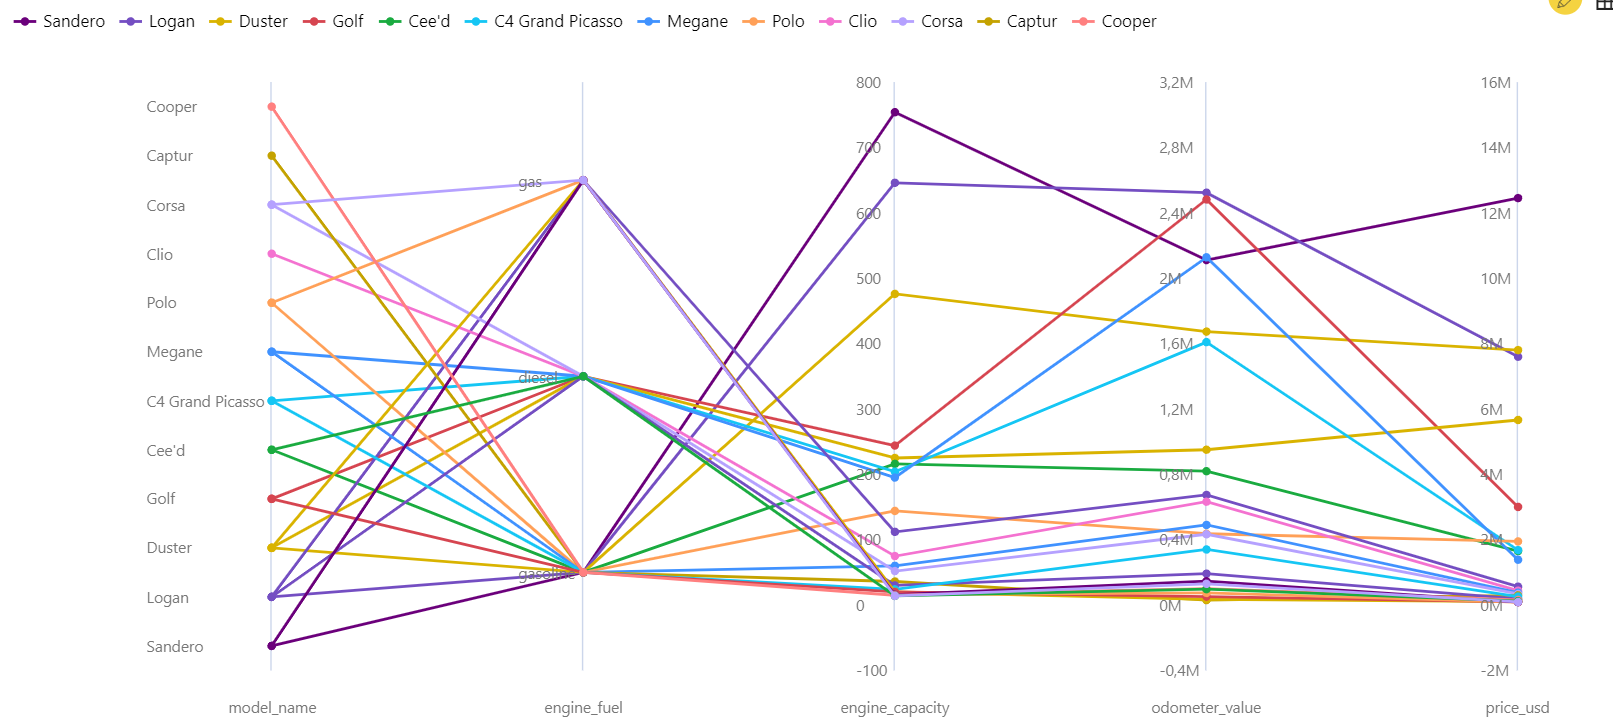 Sandero Logan Duster Golf Cee'd C4 Grand Picasso Megane Polo Clio Corsa Captur Cooper
800 3,2M 16M
Cooper
Captur 700 2,8M 14M
gas
Corsa 600 2,4M 12M
Clio
500 2M 10M
Polo
Megane 400 1,6M 8M
diesel
C4 Grand Picasso 300 1,2M 6M
Cee'd
200 0,8M 4M
Golf
Duster 100 0,4M 2M
gasoline
Logan 0 0M 0M
Sandero
-100 -0,4M -2M
model_name engine_fuel engine_capacity odometer_value price_usd